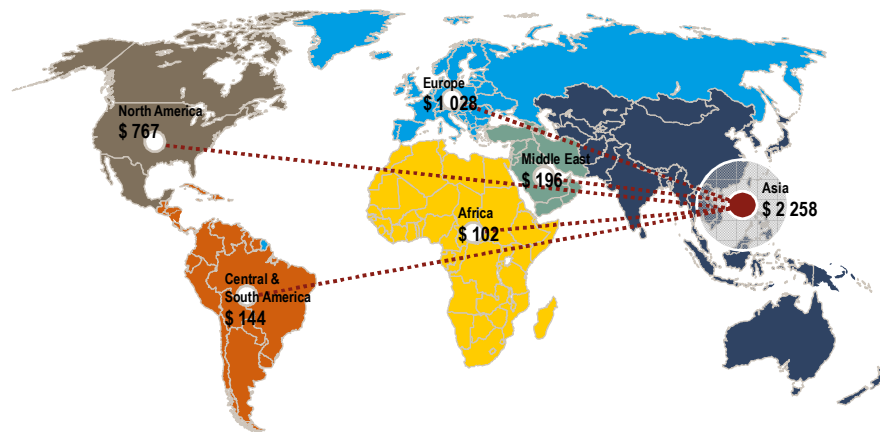 Europe
$ 1 028
North America
$ 767
Middle East
$ 196
Asia
$ 2 258
Africa
$ 102
Central &
South America
$ 144